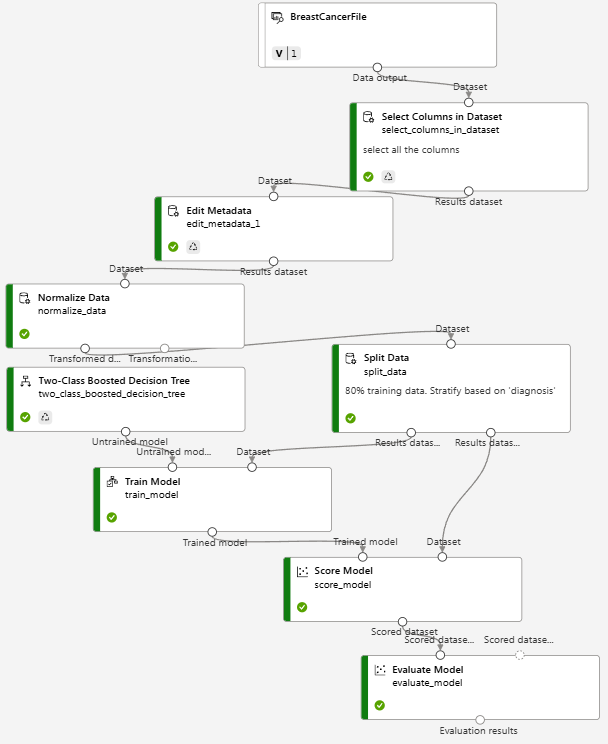 BreastCancerFile
V | 1
Data output
Dataset
Select Columns in Dataset
select_columns_in_dataset
select all the columns
Results dataset
Dataset
Edit Metadata
edit_metadata_1
Results dataset
Dataset
Normalize Data
normalize_data
Transformed d...
Transformatio...
Dataset
Split Data
split_data
80% training data. Stratify based on 'diagnosis'
Results datas...
Results datas...
Two-Class Boosted Decision Tree
two_class_boosted_decision_tree
Untrained model
Untrained mod...
Dataset
Train Model
train_model
Trained model
Trained model
Dataset
Score Model
score_model
Scored dataset
Scored datase...
Scored datase...
Evaluate Model
evaluate_model
Evaluation results